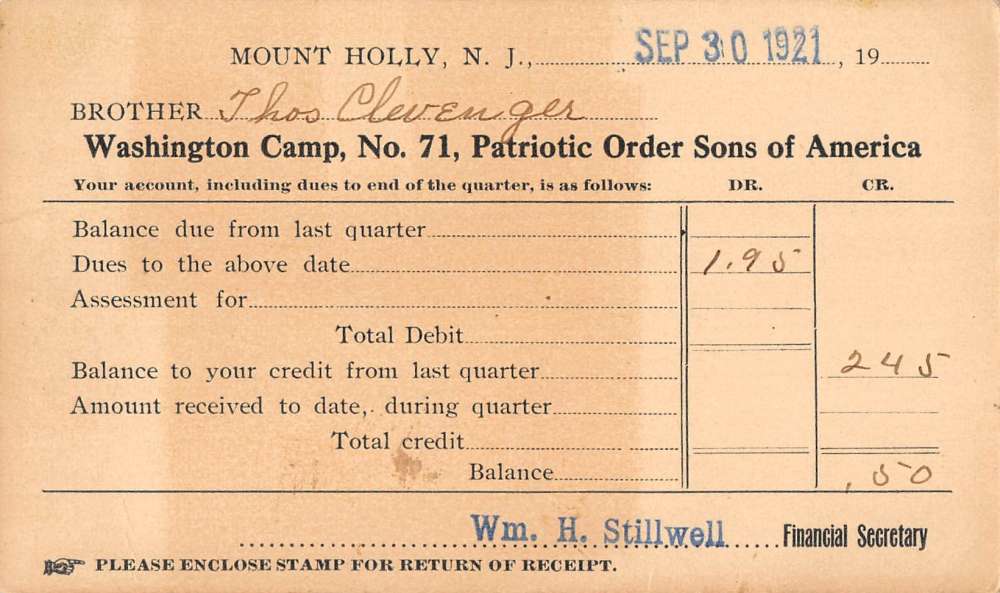 MOUNT HOLLY, N. J., SEP 30 1921, 19
BROTHER Thos Clevenger
Washington Camp, No. 71, Patriotic Order Sons of America
Your account, including dues to end of the quarter, is as follows: DR. CR.
Balance due from last quarter
Dues to the above date 1.95
Assessment for
Total Debit
Balance to your credit from last quarter 2 45
Amount received to date, during quarter
Total credit
Balance .50
Wm. H. Stillwell Financial Secretary
PLEASE ENCLOSE STAMP FOR RETURN OF RECEIPT.